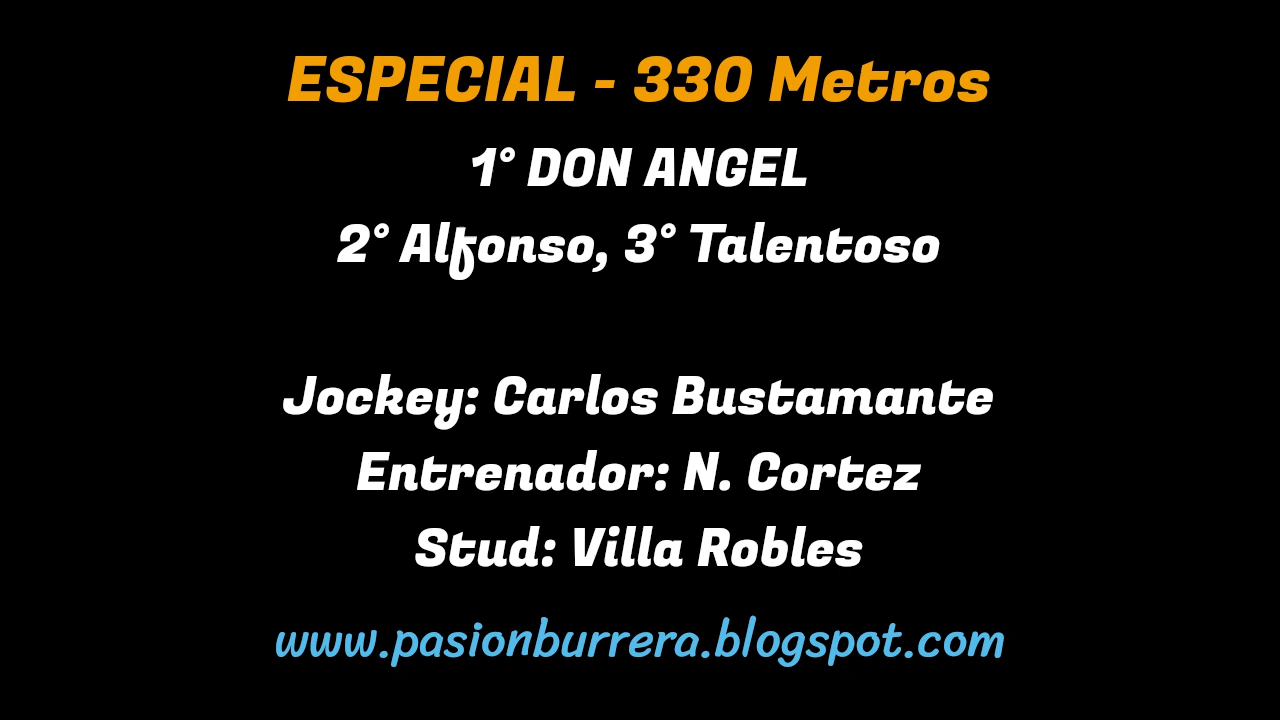 ESPECIAL - 330 Metros
1° DON ANGEL
2° Alfonso, 3° Talentoso
Jockey: Carlos Bustamante
Entrenador: N. Cortez
Stud: Villa Robles
www.pasionburrera.blogspot.com